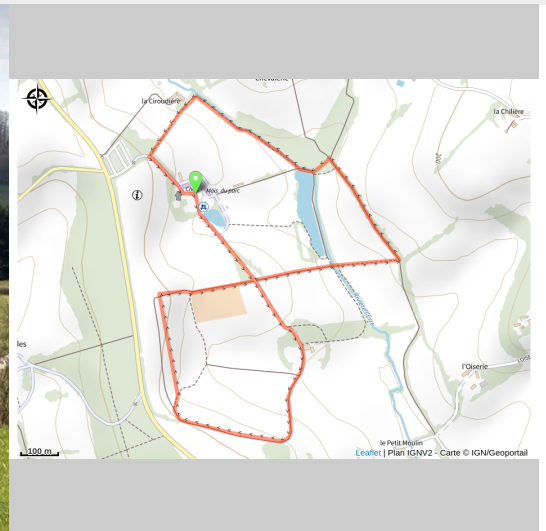 la Ciroudière
la Chilière
200
Mais. du parc
les
l'Oiserie
le Petit Moulin
100 m
Leaflet | Plan IGNV2 - Carte © IGN/Geoportail